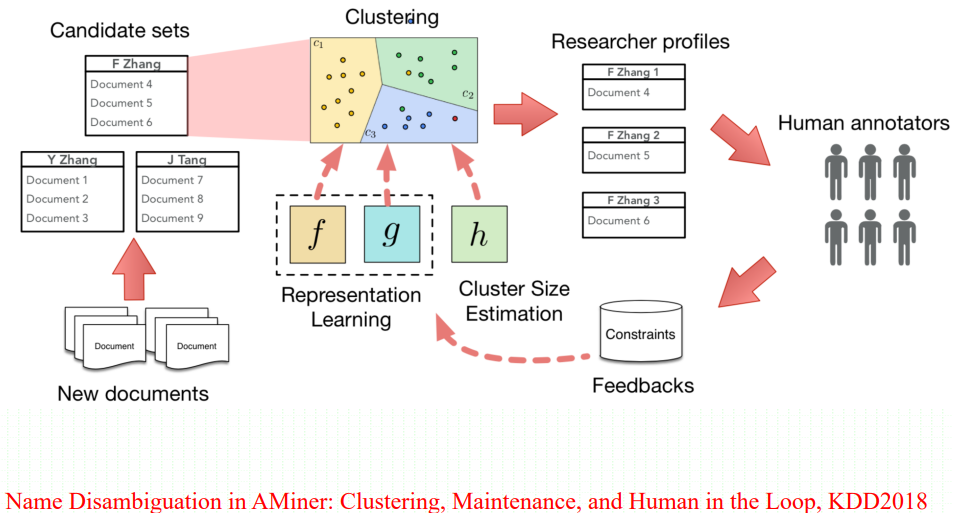 Clustering
Candidate sets
F Zhang
Document 4
Document 5
Document 6
Y Zhang
Document 1
Document 2
Document 3
J Tang
Document 7
Document 8
Document 9
Document
Document
New documents
c1
c2
c3
f
g
h
Representation
Learning
Cluster Size
Estimation
Researcher profiles
F Zhang 1
Document 4
F Zhang 2
Document 5
F Zhang 3
Document 6
Human annotators
Constraints
Feedbacks
Name Disambiguation in AMiner: Clustering, Maintenance, and Human in the Loop, KDD2018